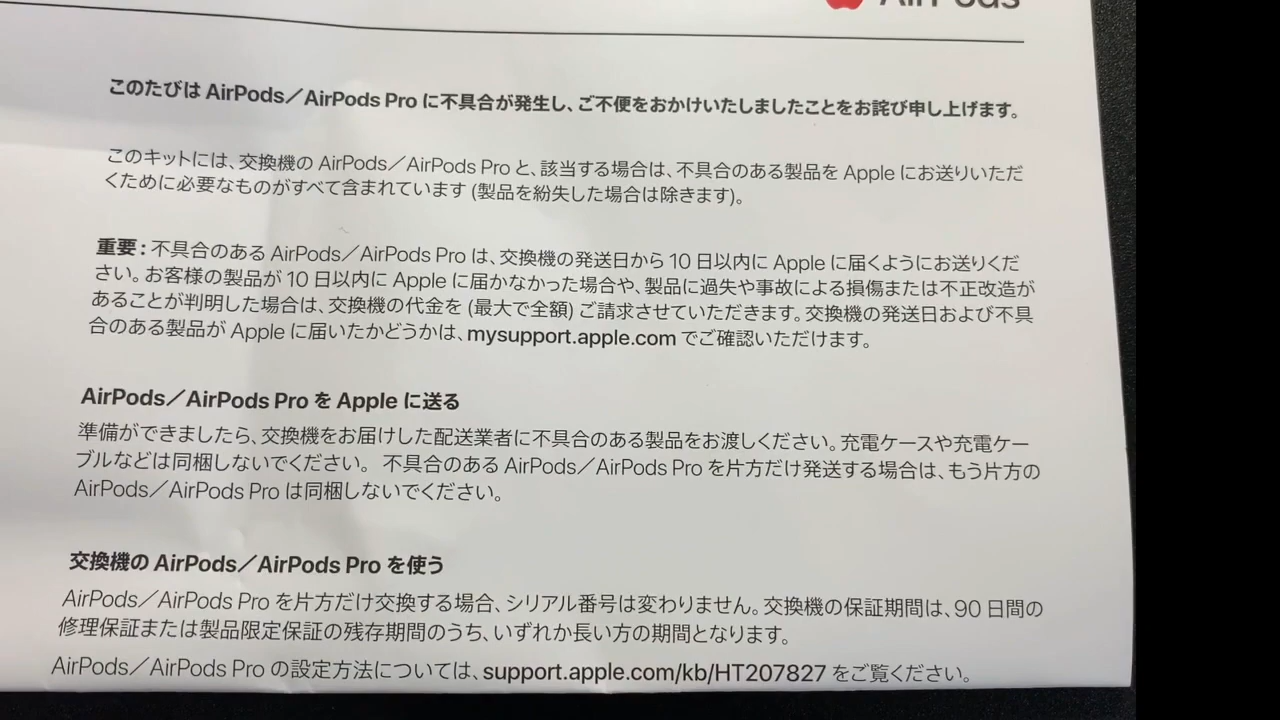 AirPods
このたびは AirPods／AirPods Pro に不具合が発生し、ご不便をおかけいたしましたことをお詫び申し上げます。
このキットには、交換機の AirPods／AirPods Pro と、該当する場合は、不具合のある製品を Apple にお送りいただ
くために必要なものがすべて含まれています (製品を紛失した場合は除きます)。
重要 : 不具合のある AirPods／AirPods Pro は、交換機の発送日から 10 日以内に Apple に届くようにお送りくだ
さい。お客様の製品が 10 日以内に Apple に届かなかった場合や、製品に過失や事故による損傷または不正改造が
あることが判明した場合は、交換機の代金を (最大で全額) ご請求させていただきます。交換機の発送日および不具
合のある製品が Apple に届いたかどうかは、mysupport.apple.com でご確認いただけます。
AirPods／AirPods Pro を Apple に送る
準備ができましたら、交換機をお届けした配送業者に不具合のある製品をお渡しください。充電ケースや充電ケー
ブルなどは同梱しないでください。 不具合のある AirPods／AirPods Pro を片方だけ発送する場合は、もう片方の
AirPods／AirPods Pro は同梱しないでください。
交換機の AirPods／AirPods Pro を使う
AirPods／AirPods Pro を片方だけ交換する場合、シリアル番号は変わりません。交換機の保証期間は、90 日間の
修理保証または製品限定保証の残存期間のうち、いずれか長い方の期間となります。
AirPods／AirPods Pro の設定方法については、support.apple.com/kb/HT207827 をご覧ください。